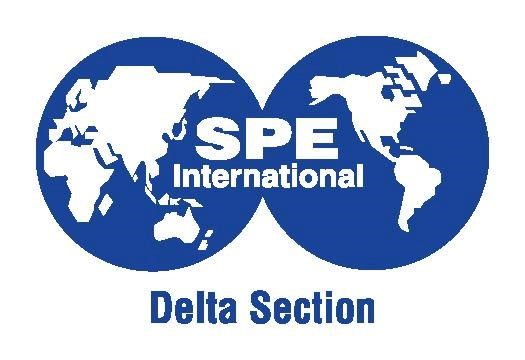 SPE
International
Delta Section